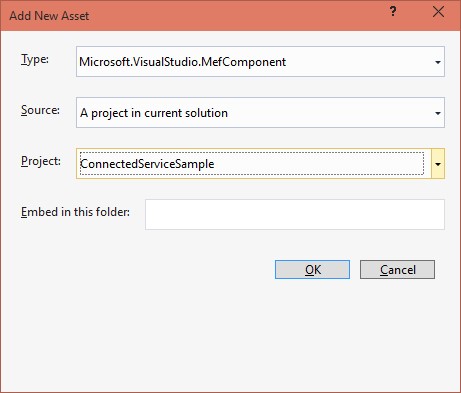 Add New Asset ?
Type: Microsoft.VisualStudio.MefComponent
Source: A project in current solution
Project: ConnectedServiceSample
Embed in this folder:
OK Cancel